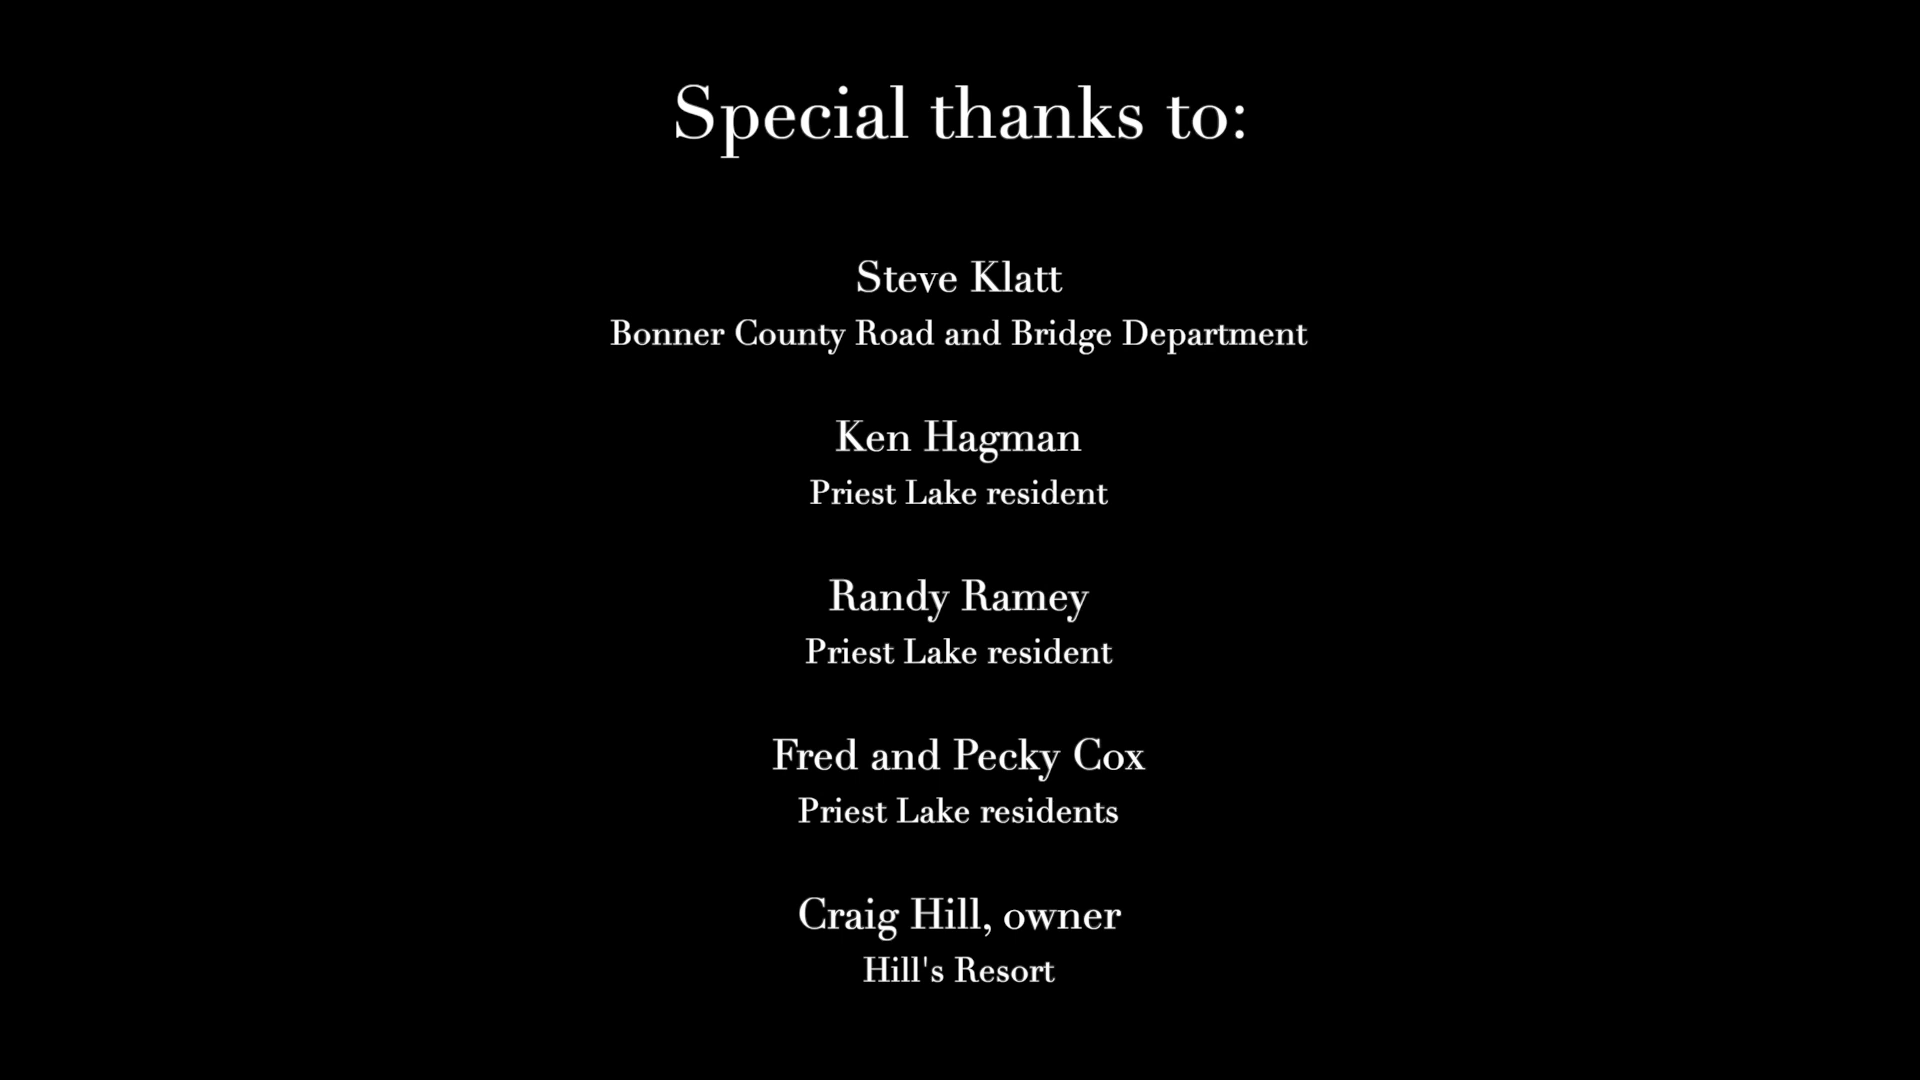 Special thanks to:
Steve Klatt
Bonner County Road and Bridge Department
Ken Hagman
Priest Lake resident
Randy Ramey
Priest Lake resident
Fred and Pecky Cox
Priest Lake residents
Craig Hill, owner
Hill's Resort